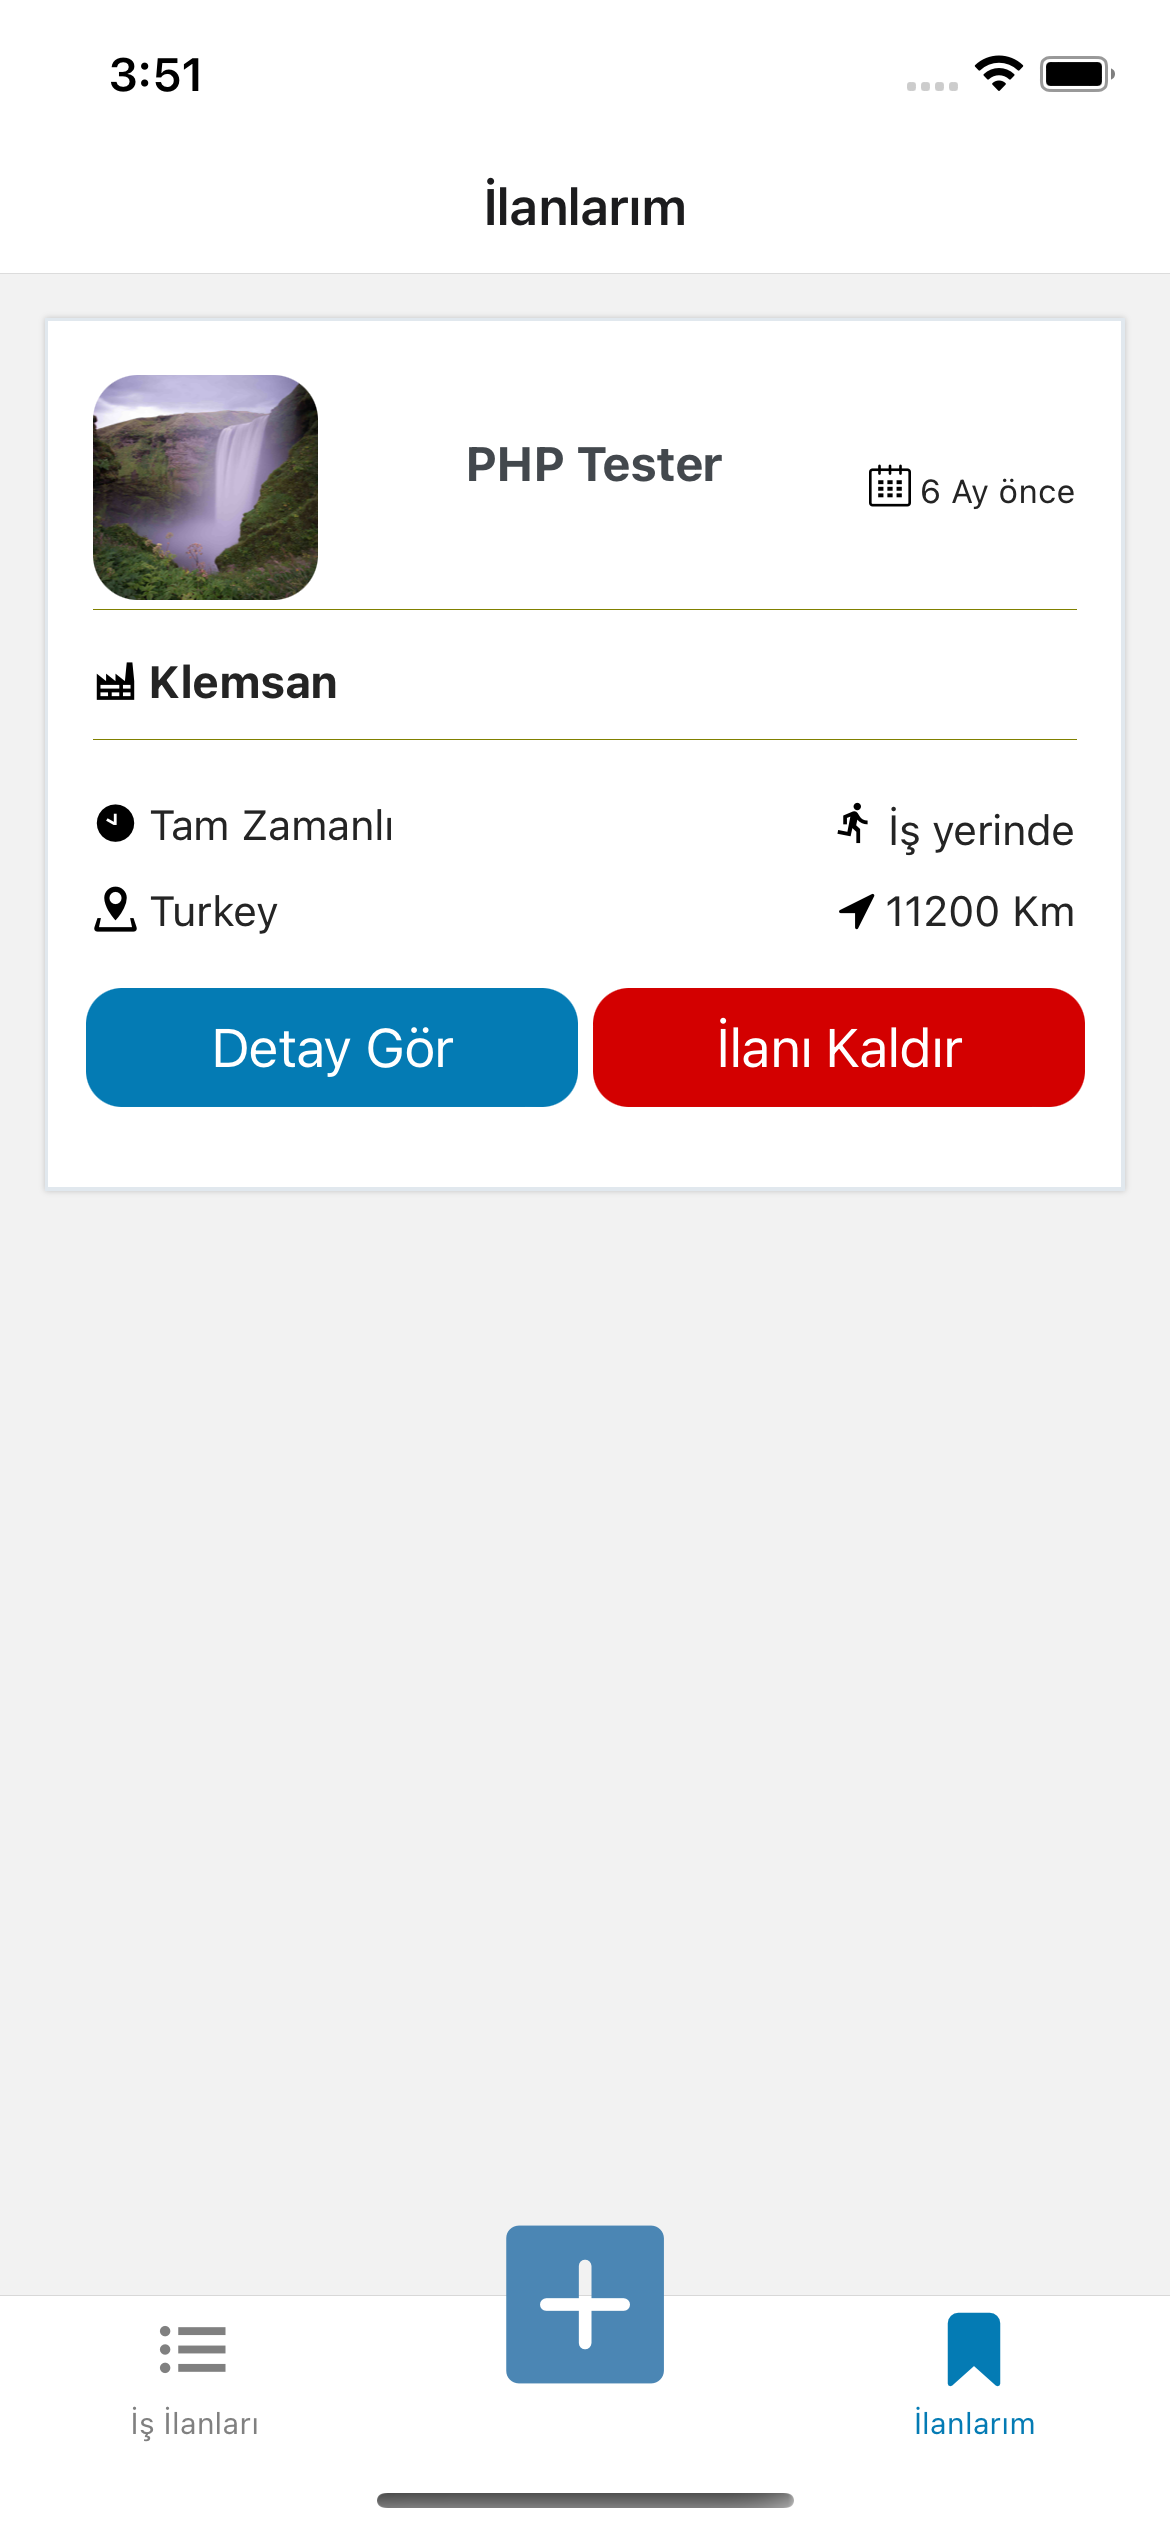 3:51
İlanlarım
PHP Tester
6 Ay önce
Klemsan
Tam Zamanlı
İş yerinde
Turkey
11200 Km
Detay Gör
İlanı Kaldır
İş İlanları
İlanlarım